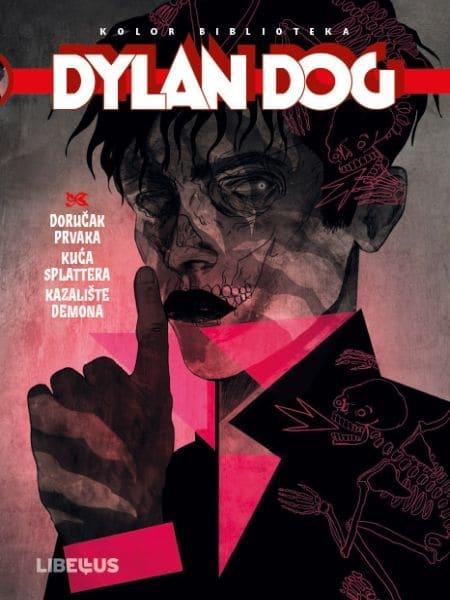 KOLOR BIBLIOTEKA
DYLAN DOG
DORUČAK
PRVAKA
KUĆA
SPLATTERA
KAZALIŠTE
DEMONA
LIBELLUS